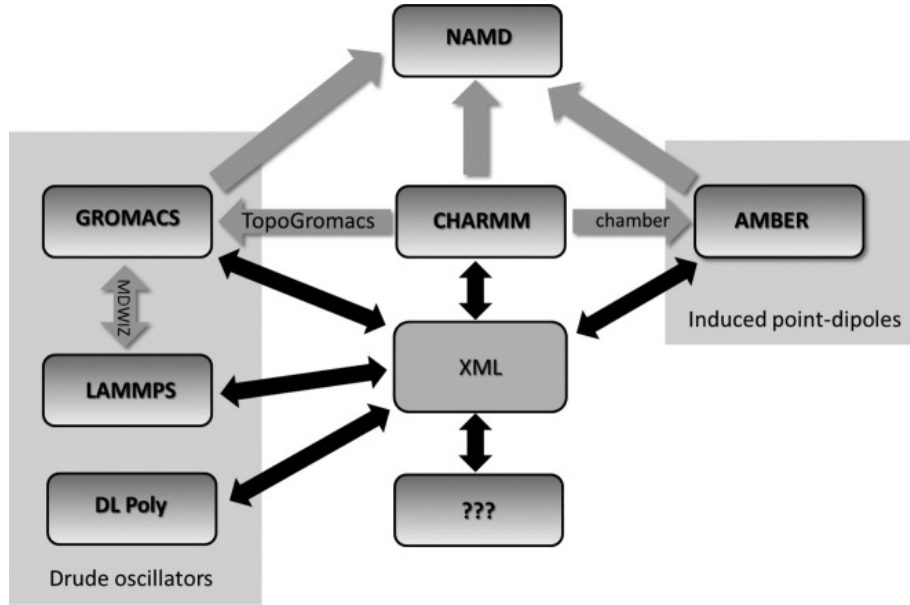 NAMD
GROMACS
TopoGromacs
CHARMM
chamber
AMBER
MDWIZ
Induced point-dipoles
XML
LAMMPS
DL Poly
???
Drude oscillators